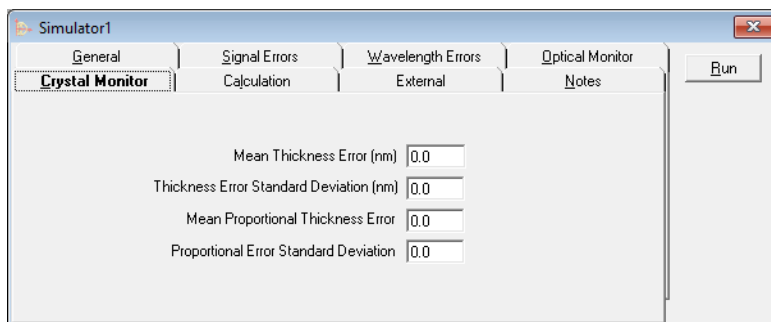 Simulator1
General Signal Errors Wavelength Errors Optical Monitor
Run
Crystal Monitor Calculation External Notes
Mean Thickness Error (nm) 0.0
Thickness Error Standard Deviation (nm) 0.0
Mean Proportional Thickness Error 0.0
Proportional Error Standard Deviation 0.0